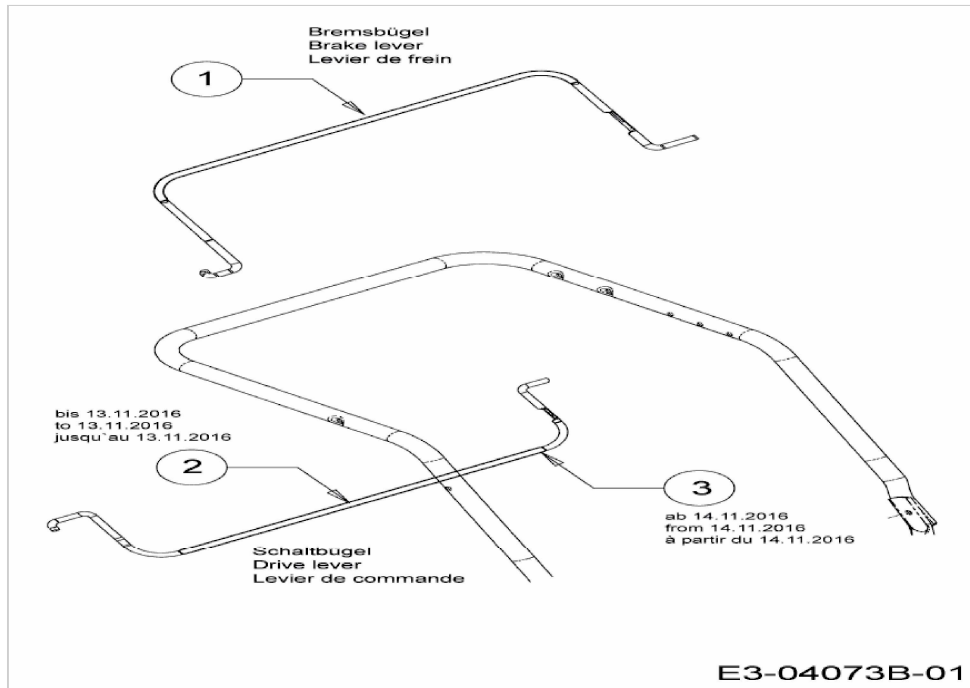 Bremsbügel
Brake lever
Levier de frein
1
bis 13.11.2016
to 13.11.2016
jusqu`au 13.11.2016
2
3
ab 14.11.2016
from 14.11.2016
à partir du 14.11.2016
Schaltbügel
Drive lever
Levier de commande
E3-04073B-01